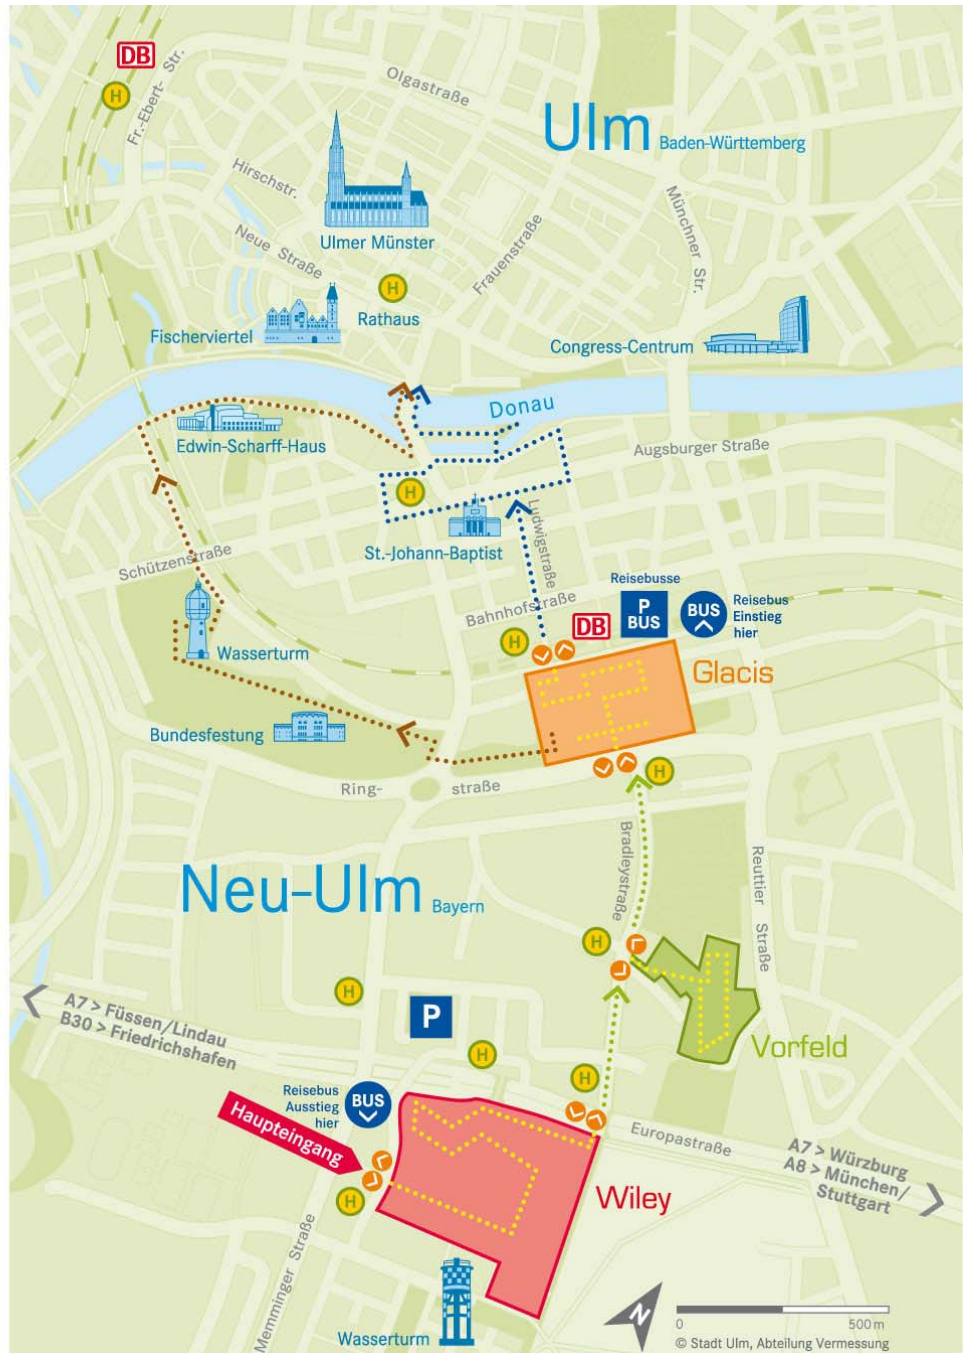 DB
H
Fr.-Ebert- Str.
Olgastraße
Ulm Baden-Württemberg
Hirschstr.
Münchner Str.
Ulmer Münster
Neue Straße
Frauenstraße
H
Rathaus
Fischerviertel
Congress-Centrum
Donau
Edwin-Scharff-Haus
Augsburger Straße
H
Ludwigstraße
St.-Johann-Baptist
Schützenstraße
Reisebusse
P
BUS
BUS
Reisebus
Einstieg
hier
Bahnhofstraße
DB
H
Wasserturm
Glacis
Bundesfestung
H
Ring-
straße
Bradleystraße
Reuttier Straße
Neu-Ulm Bayern
H
H
P
A7 > Füssen/Lindau
B30 > Friedrichshafen
H
Vorfeld
H
Reisebus
Ausstieg
hier
BUS
Haupteingang
Europastraße
A7 > Würzburg
A8 > München/
Stuttgart
H
Wiley
Memminger Straße
Wasserturm
N
0
500 m
© Stadt Ulm, Abteilung Vermessung